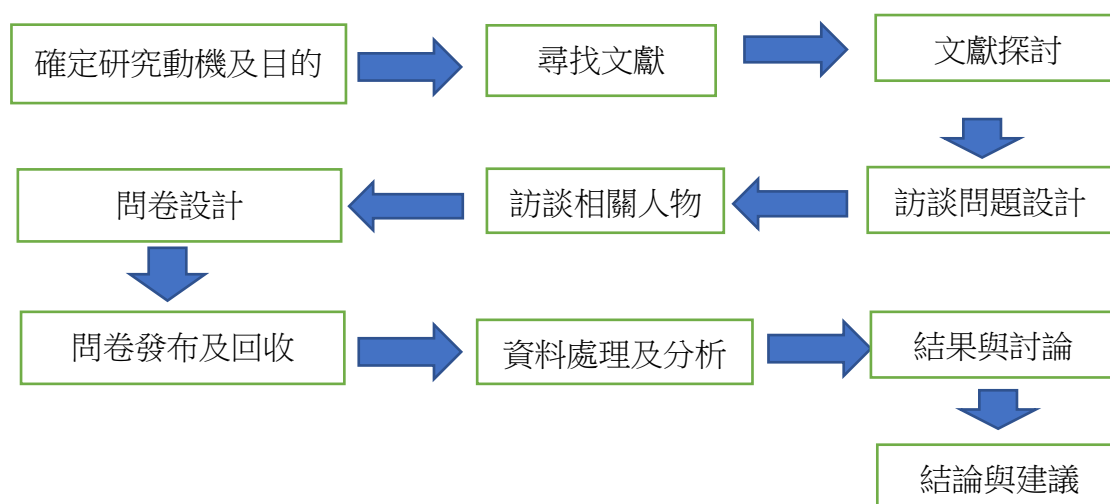 確定研究動機及目的
尋找文獻
文獻探討
訪談問題設計
訪談相關人物
問卷設計
問卷發布及回收
資料處理及分析
結果與討論
結論與建議